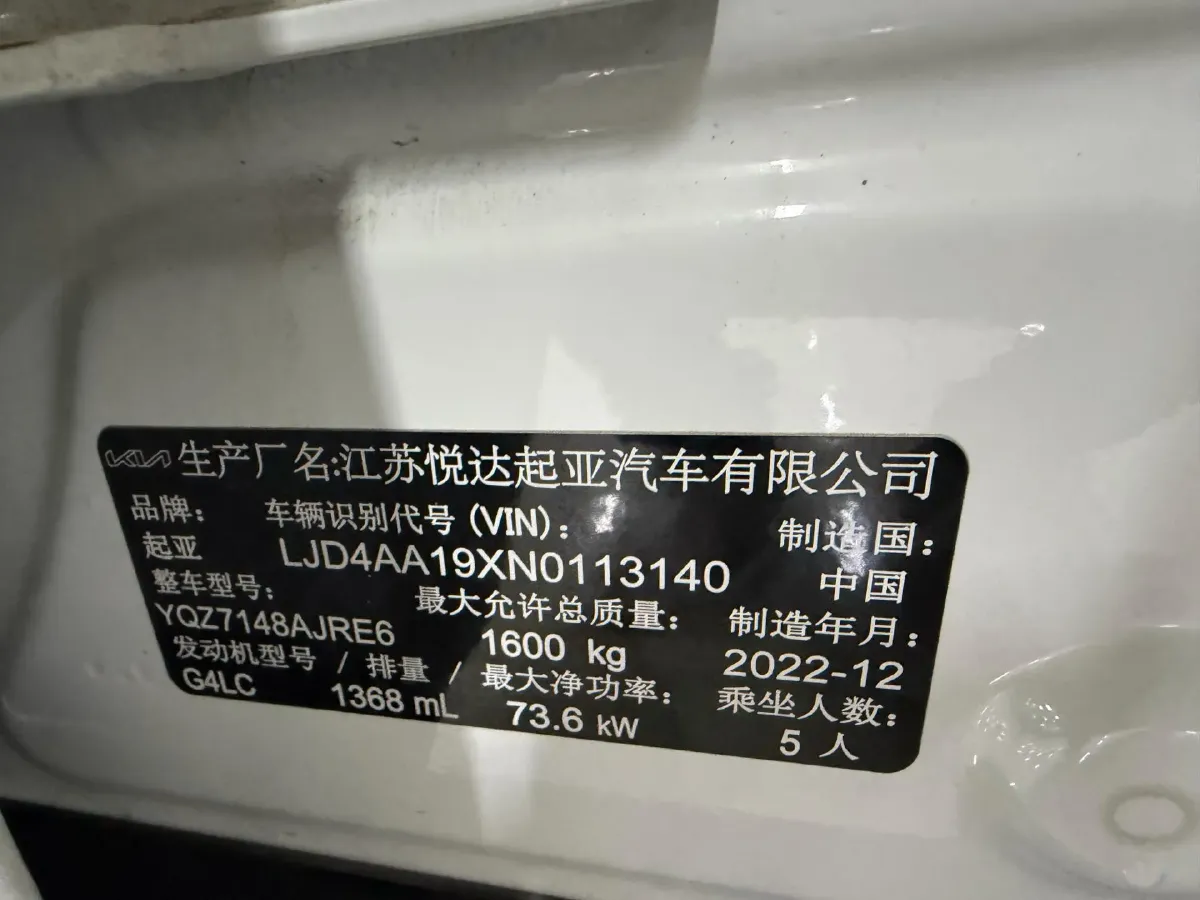 KIA 生产厂名:江苏悦达起亚汽车有限公司
品牌： 车辆识别代号 (VIN)： 制造国：
起亚 LJD4AA19XN0113140 中国
整车型号： 最大允许总质量： 制造年月：
YQZ7148AJRE6 1600 kg 2022-12
发动机型号 / 排量 / 最大净功率： 乘坐人数：
G4LC 1368 mL 73.6 kW 5 人